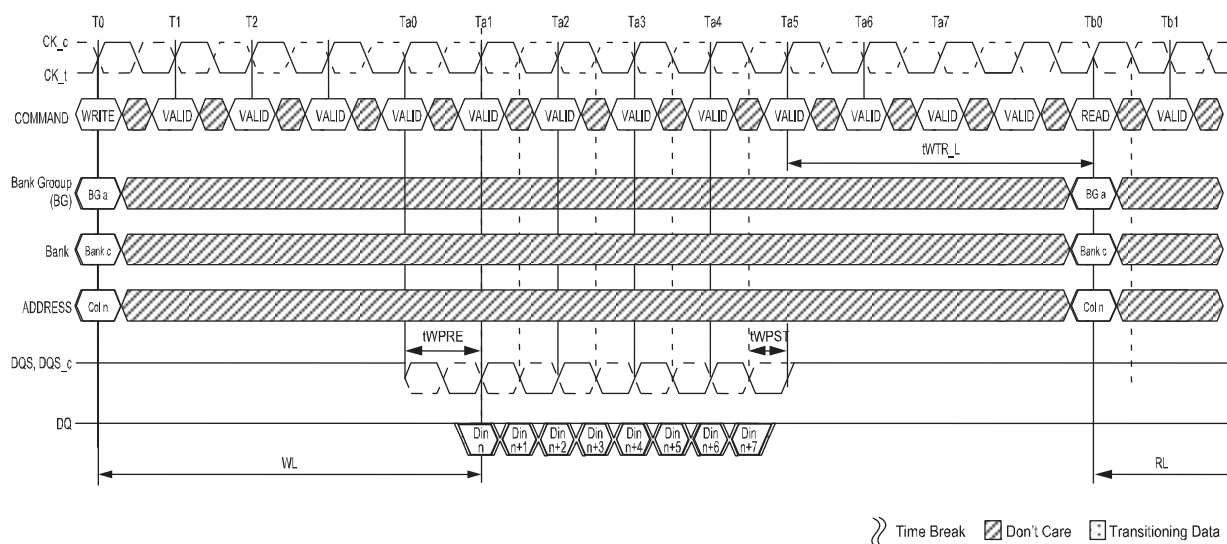 T0 T1 T2 Ta0 Ta1 Ta2 Ta3 Ta4 Ta5 Ta6 Ta7 Tb0 Tb1
CK_c
CK_t
COMMAND WRITE VALID VALID VALID VALID VALID VALID VALID VALID VALID VALID VALID VALID READ VALID
tWTR_L
Bank Grooup
(BG) BG a BG a
Bank Bank c Bank c
ADDRESS Col n Col n
tWPRE tWPST
DQS, DQS_c
DQ Din n Din n+1 Din n+2 Din n+3 Din n+4 Din n+5 Din n+6 Din n+7
WL RL
Time Break Don't Care Transitioning Data